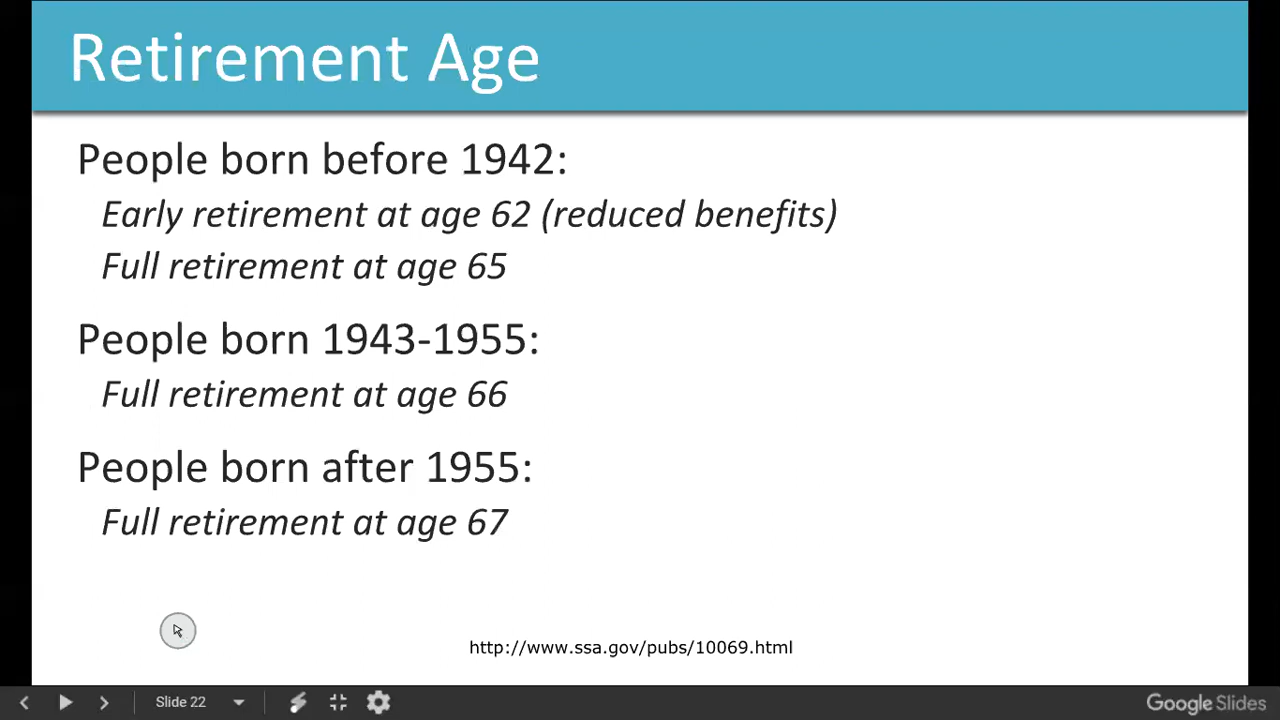 Retirement Age
People born before 1942:
Early retirement at age 62 (reduced benefits)
Full retirement at age 65
People born 1943-1955:
Full retirement at age 66
People born after 1955:
Full retirement at age 67
http://www.ssa.gov/pubs/10069.html
Slide 22
Google Slides